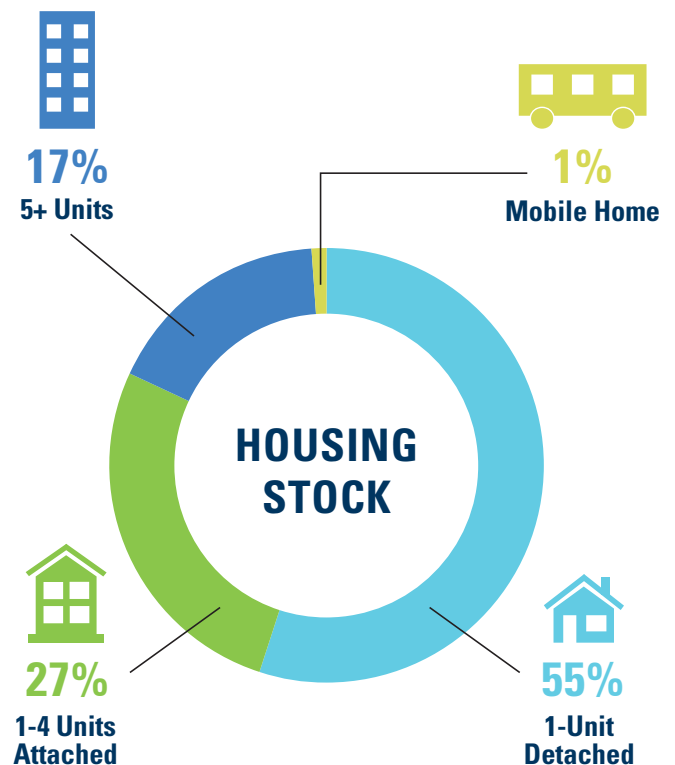 17%
5+ Units
1%
Mobile Home
HOUSING
STOCK
27%
1-4 Units
Attached
55%
1-Unit
Detached